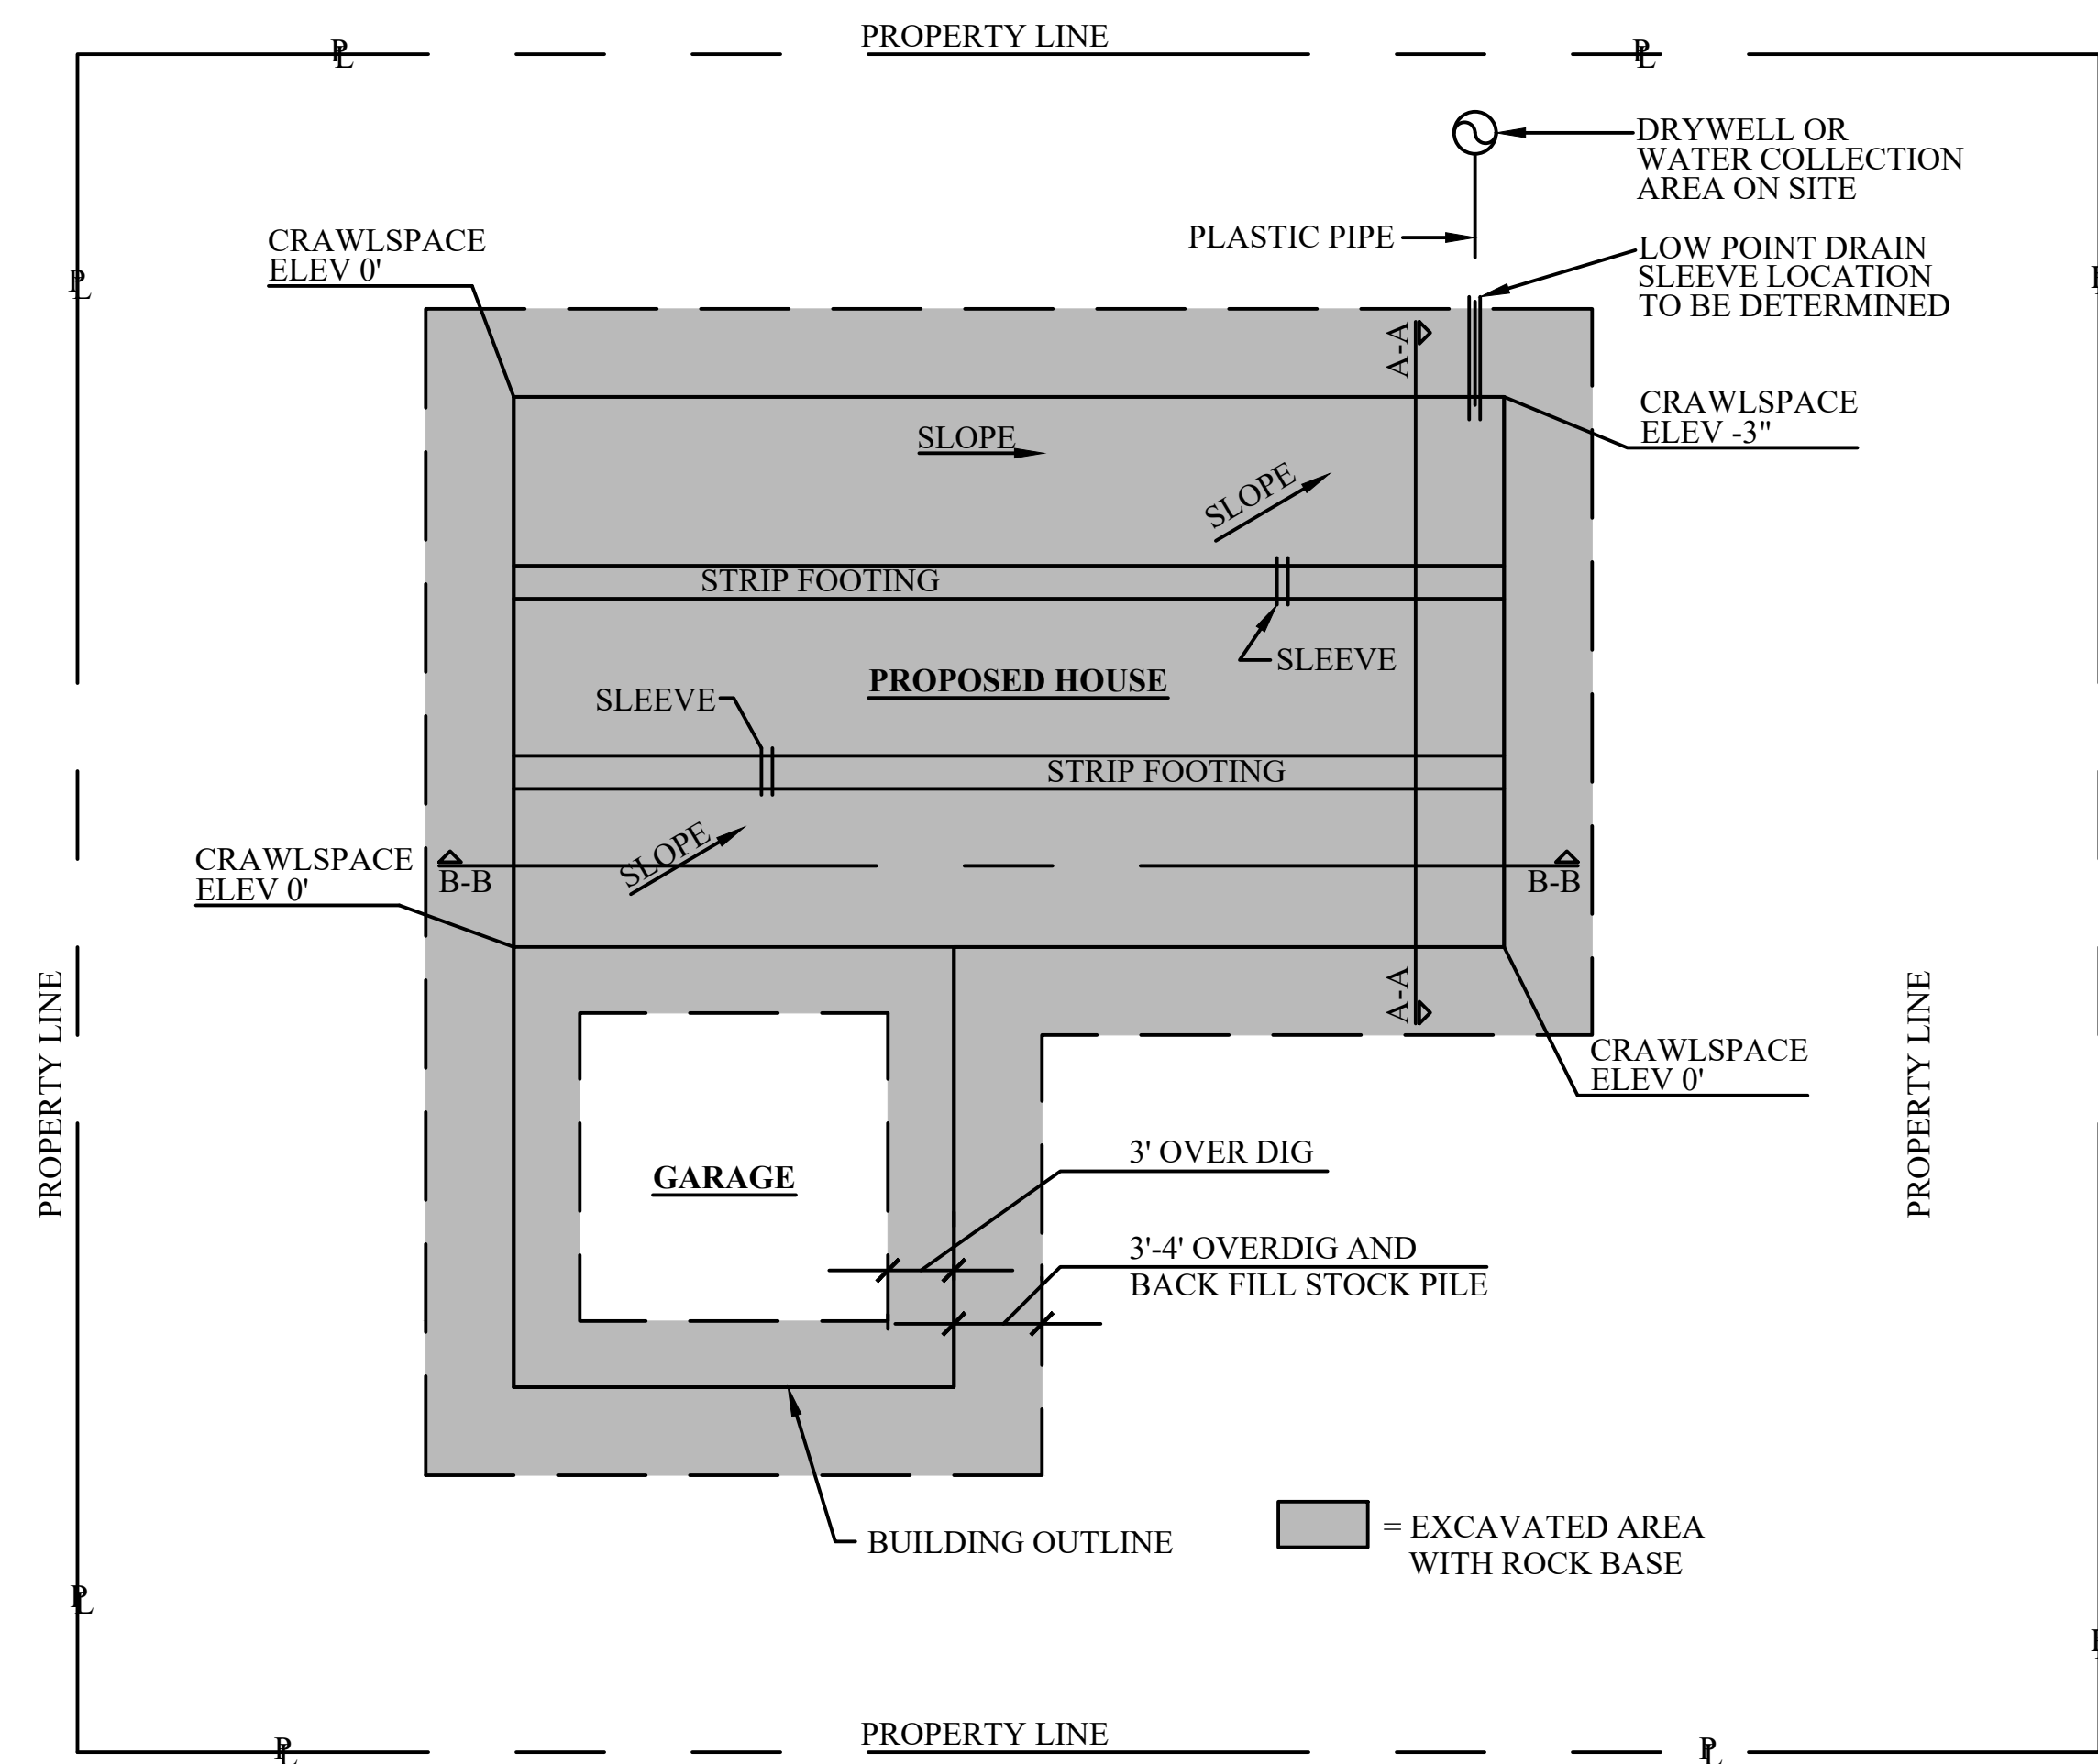 PROPERTY LINE
PL
PL
DRYWELL OR
WATER COLLECTION
AREA ON SITE
PLASTIC PIPE
LOW POINT DRAIN
SLEEVE LOCATION
TO BE DETERMINED
CRAWLSPACE
ELEV 0'
PL
A-A
CRAWLSPACE
ELEV -3"
SLOPE
SLOPE
STRIP FOOTING
SLEEVE
PROPOSED HOUSE
SLEEVE
STRIP FOOTING
SLOPE
CRAWLSPACE
ELEV 0'
B-B
B-B
A-A
PROPERTY LINE
PROPERTY LINE
CRAWLSPACE
ELEV 0'
3' OVER DIG
GARAGE
3'-4' OVERDIG AND
BACK FILL STOCK PILE
BUILDING OUTLINE
= EXCAVATED AREA
WITH ROCK BASE
PL
PROPERTY LINE
PL
PL